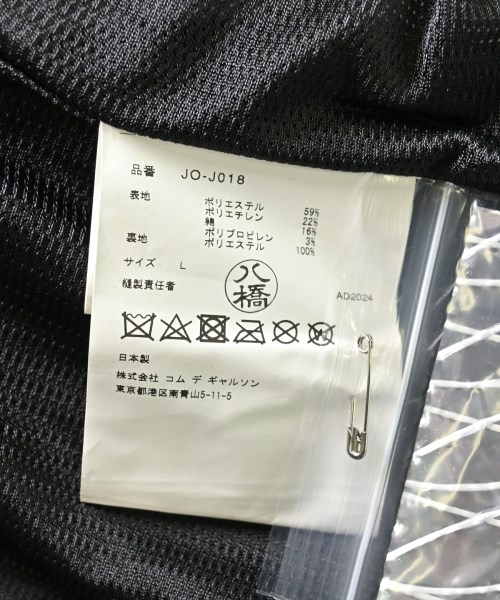 品番 JO-J018
表地 ポリエステル 59%
ポリエチレン 22%
綿 16%
ポリプロピレン 3%
裏地 ポリエステル 100%
サイズ L
縫製責任者 八橋
AD2024
日本製
株式会社 コム デ ギャルソン
東京都港区南青山5-11-5